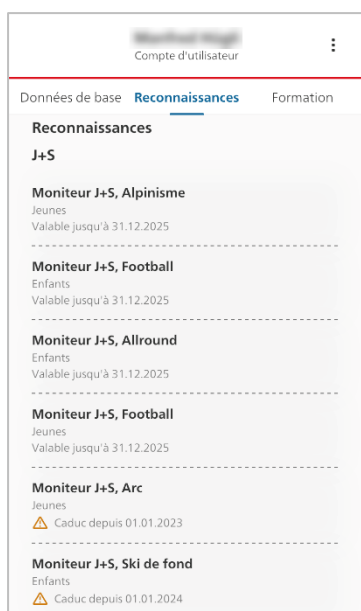 Compte d'utilisateur
Données de base Reconnaissances Formation
Reconnaissances
J+S
Moniteur J+S, Alpinisme
Jeunes
Valable jusqu'à 31.12.2025
Moniteur J+S, Football
Enfants
Valable jusqu'à 31.12.2025
Moniteur J+S, Allround
Enfants
Valable jusqu'à 31.12.2025
Moniteur J+S, Football
Jeunes
Valable jusqu'à 31.12.2025
Moniteur J+S, Arc
Jeunes
Caduc depuis 01.01.2023
Moniteur J+S, Ski de fond
Enfants
Caduc depuis 01.01.2024